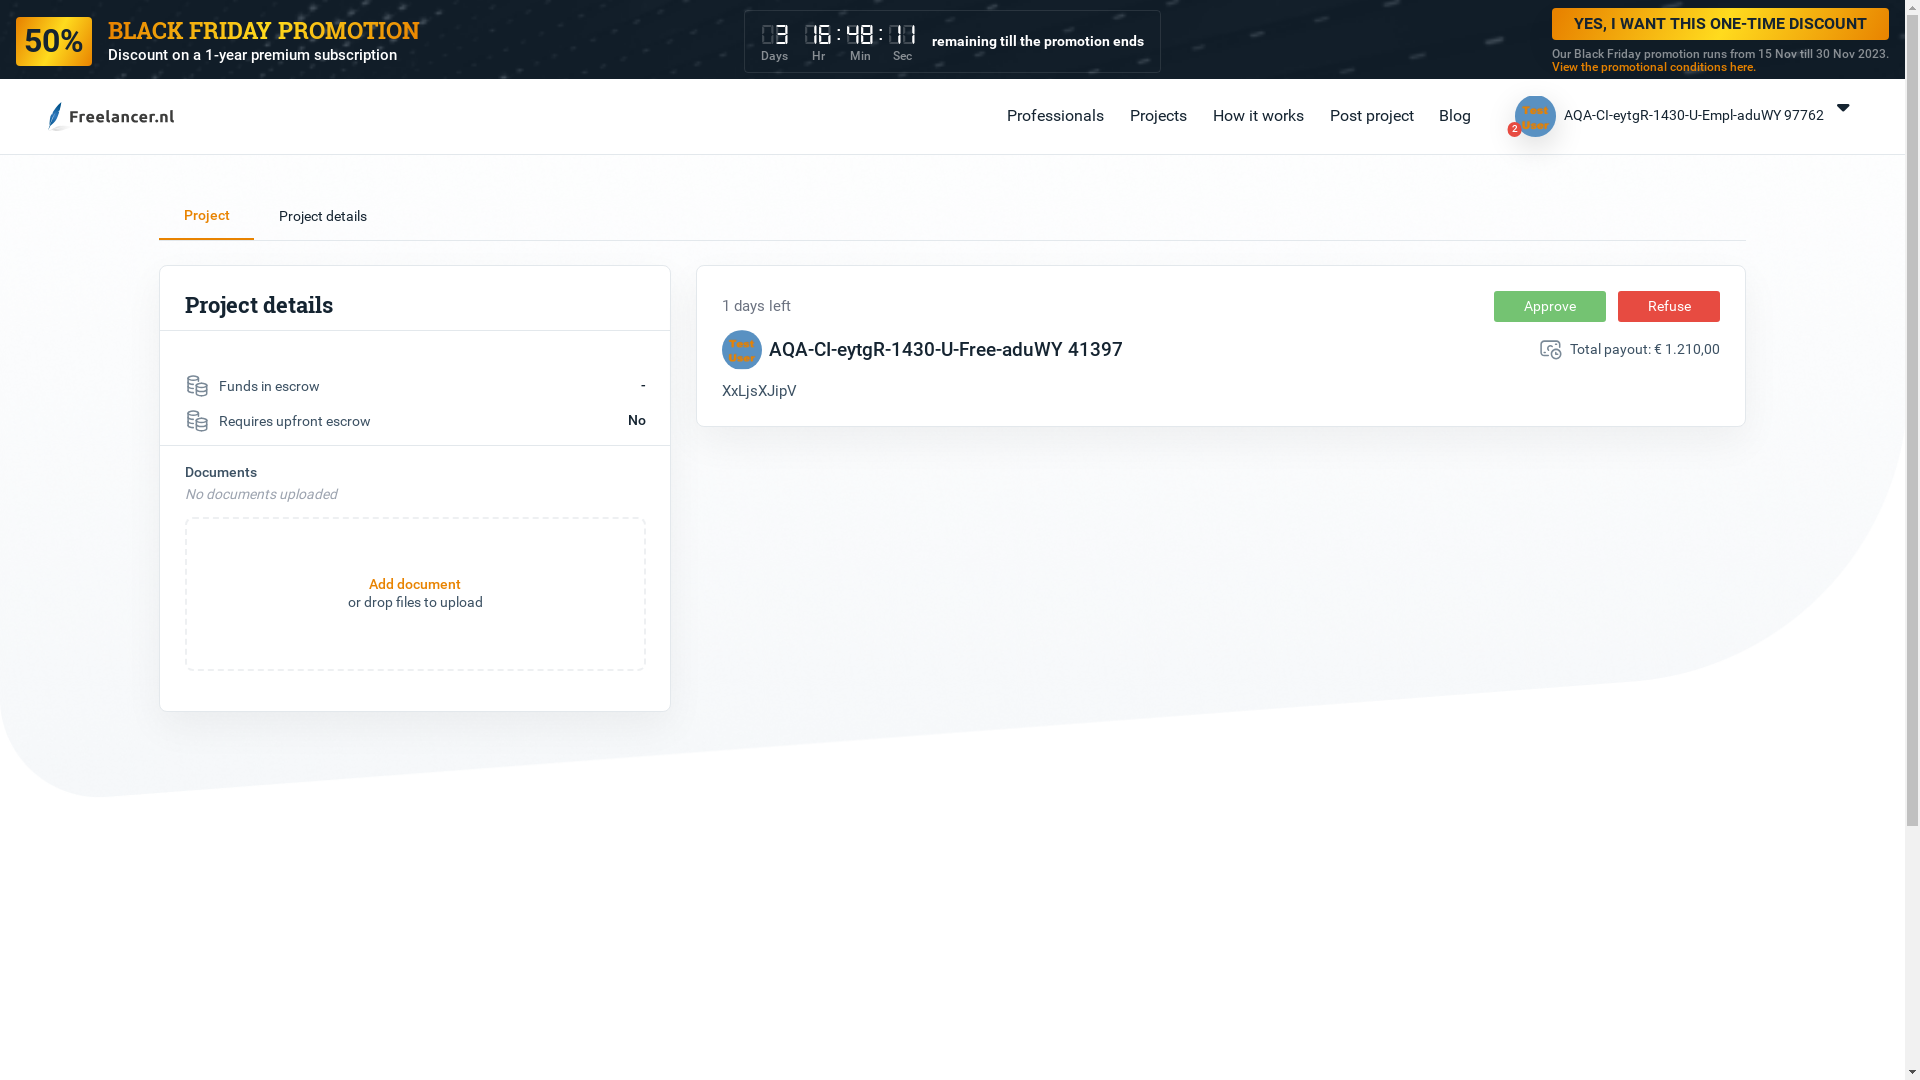 50%
BLACK FRIDAY PROMOTION
Discount on a 1-year premium subscription
3 16 : 48 : 11
Days Hr Min Sec
remaining till the promotion ends
YES, I WANT THIS ONE-TIME DISCOUNT
Our Black Friday promotion runs from 15 Nov till 30 Nov 2023.
View the promotional conditions here.
Freelancer.nl
Professionals
Projects
How it works
Post project
Blog
Test
User
2
AQA-CI-eytgR-1430-U-Empl-aduWY 97762
Project
Project details
Project details
Funds in escrow -
Requires upfront escrow No
Documents
No documents uploaded
Add document
or drop files to upload
1 days left
Approve
Refuse
Test
User
AQA-CI-eytgR-1430-U-Free-aduWY 41397
Total payout: € 1.210,00
XxLjsXJipV